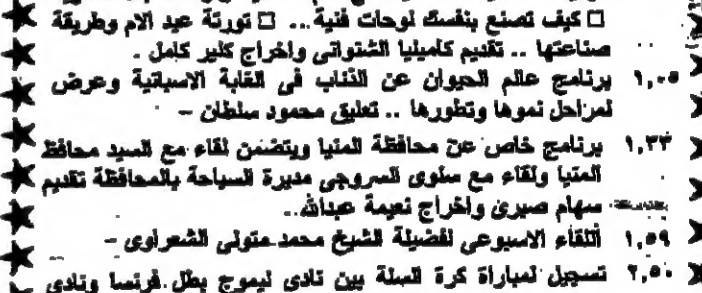 □ كيف تصنع بنفسك لوحات فنية ... □ تورتة عيد الام وطريقة
صناعتها .. تقديم كاميليا الشنوانى واخراج كلير كامل .
١,٠٥ برنامج عالم الحيوان عن الذئاب فى الغابة الاسبانية وعرض
لمراحل نموها وتطورها .. تعليق محمود سلطان -
١,٣٣ برنامج خاص عن محافظة المنيا ويتضمن لقاء مع السيد محافظ
المنيا ولقاء مع سلوى السروجى مديرة السياحة بالمحافظة تقديم
سهام صبرى واخراج نعيمة عبدالله..
١,٥٩ اللقاء الاسبوعى لفضيلة الشيخ محمد متولى الشعراوى -
٢,٥٠ تسجيل لمباراة كرة السلة بين نادى ليموج بطل فرنسا ونادى